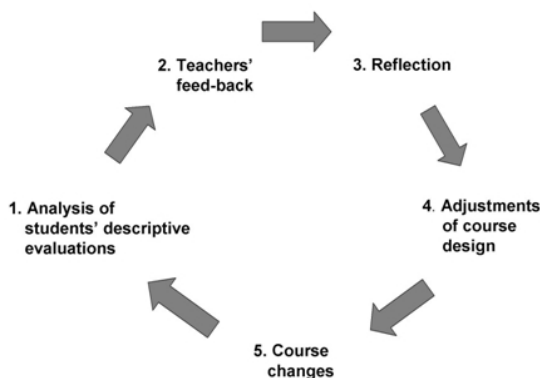 1. Analysis of
students' descriptive
evaluations
2. Teachers'
feed-back
3. Reflection
4. Adjustments
of course
design
5. Course
changes